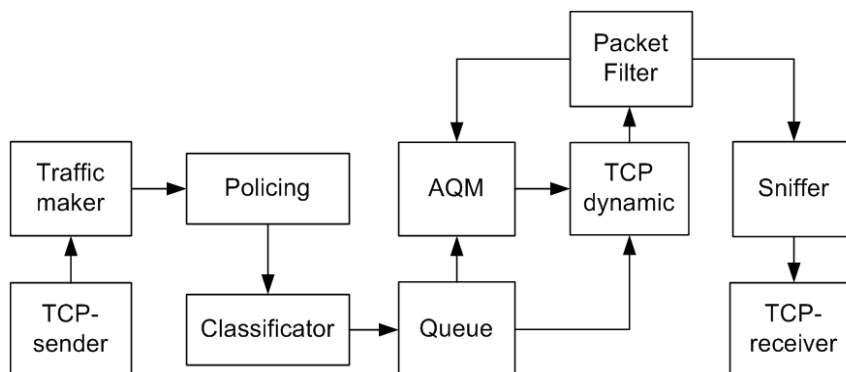 Packet
Filter
Traffic
maker
Policing
AQM
TCP
dynamic
Sniffer
TCP-
sender
Classificator
Queue
TCP-
receiver